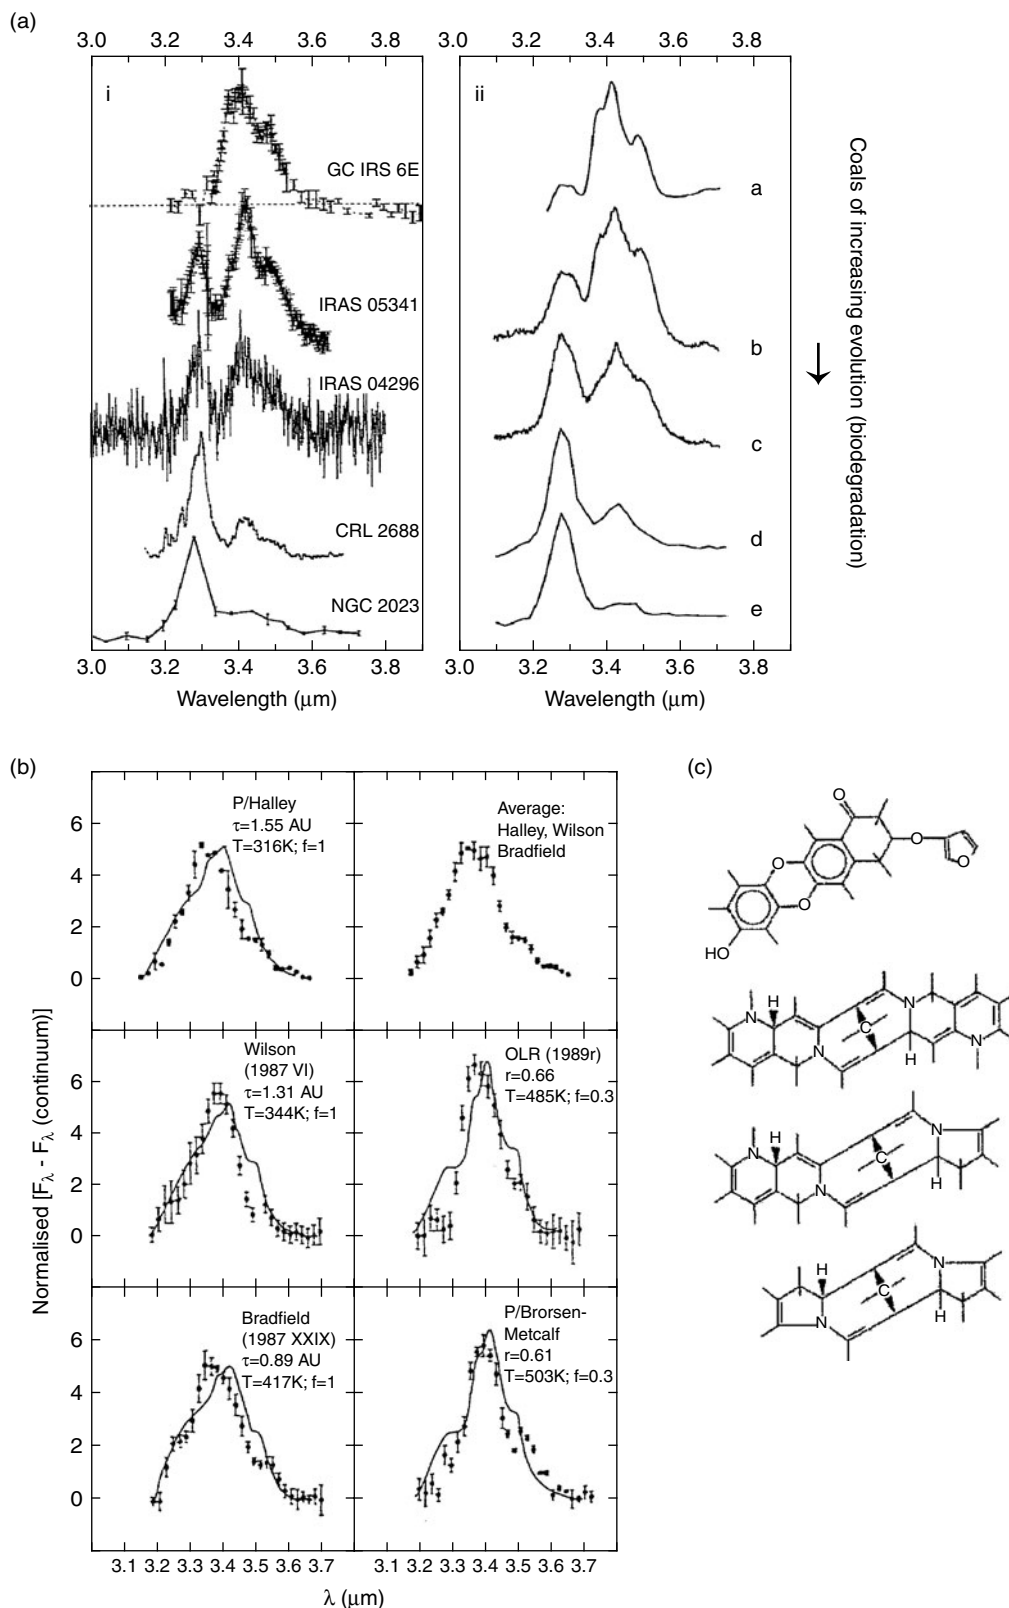 (a)
3.0 3.2 3.4 3.6 3.8
3.0 3.2 3.4 3.6 3.8
i
GC IRS 6E
IRAS 05341
IRAS 04296
CRL 2688
NGC 2023
3.0 3.2 3.4 3.6 3.8
Wavelength (μm)
ii
a
b
c
d
e
3.0 3.2 3.4 3.6 3.8
Wavelength (μm)
Coals of increasing evolution (biodegradation)
(b)
Normalised [Fλ - Fλ (continuum)]
6
4
2
0
P/Halley
τ=1.55 AU
T=316K; f=1
Average:
Halley, Wilson
Bradfield
6
4
2
0
Wilson
(1987 VI)
τ=1.31 AU
T=344K; f=1
OLR (1989r)
r=0.66
T=485K; f=0.3
6
4
2
0
Bradfield
(1987 XXIX)
τ=0.89 AU
T=417K; f=1
P/Brorsen-
Metcalf
r=0.61
T=503K; f=0.3
3.1 3.2 3.3 3.4 3.5 3.6 3.7
3.2 3.3 3.4 3.5 3.6 3.7
λ (μm)
(c)
O
O
O
O
O
HO
H
N
N
C
N
H
N
H
N
N
C
N
H
H
N
C
N
H